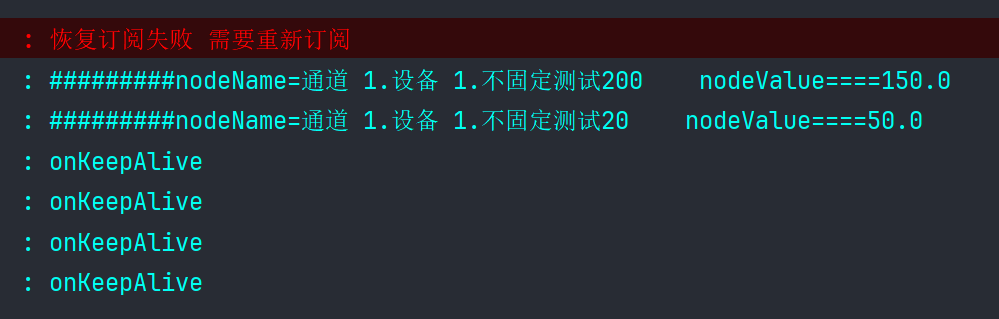 : 恢复订阅失败 需要重新订阅
: #########nodeName=通道 1.设备 1.不固定测试200    nodeValue====150.0
: #########nodeName=通道 1.设备 1.不固定测试20    nodeValue====50.0
: onKeepAlive
: onKeepAlive
: onKeepAlive
: onKeepAlive